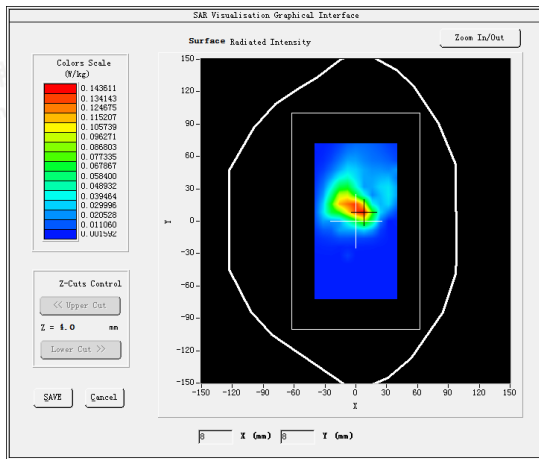 SAR Visualisation Graphical Interface
Surface Radiated Intensity
Zoom In/Out
Colors Scale
(W/kg)
0.143611
0.134143
0.124675
0.115207
0.105739
0.096271
0.086803
0.077335
0.067867
0.058400
0.048932
0.039464
0.029996
0.020528
0.011060
0.001592
150
120
90
60
30
0
-30
-60
-90
-120
-150
Y
-150 -120 -90 -60 -30 0 30 60 90 120 150
X
Z-Cuts Control
<< Upper Cut
Z = 4.0 mm
Lower Cut >>
SAVE Cancel
8 X (mm) 8 Y (mm)